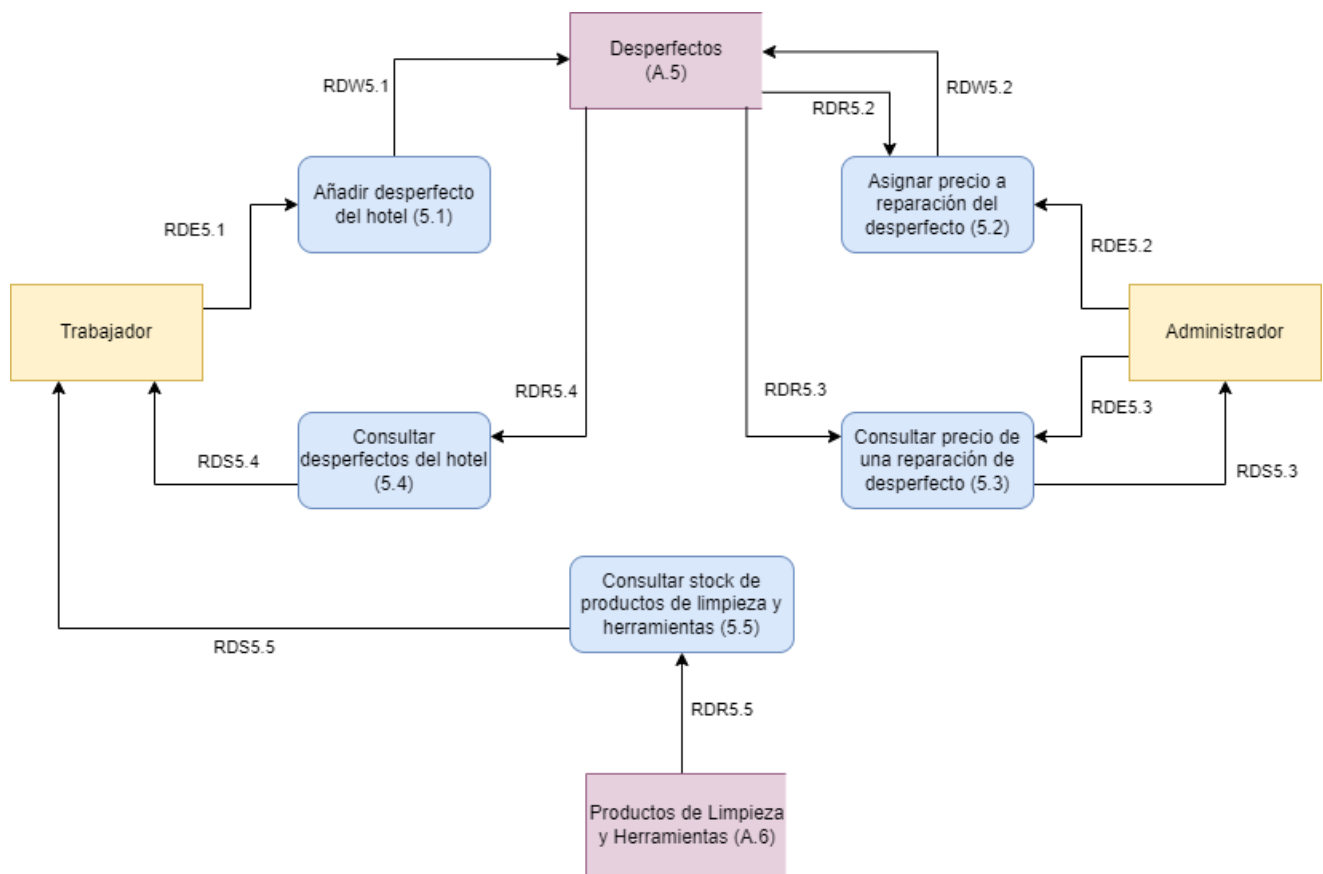 Desperfectos
(A.5)
RDW5.1
RDW5.2
RDR5.2
Añadir desperfecto
del hotel (5.1)
Asignar precio a
reparación del
desperfecto (5.2)
RDE5.1
RDE5.2
Trabajador
Administrador
RDR5.4
RDR5.3
RDE5.3
Consultar
desperfectos del hotel
(5.4)
Consultar precio de
una reparación de
desperfecto (5.3)
RDS5.4
RDS5.3
Consultar stock de
productos de limpieza y
herramientas (5.5)
RDS5.5
RDR5.5
Productos de Limpieza
y Herramientas (A.6)